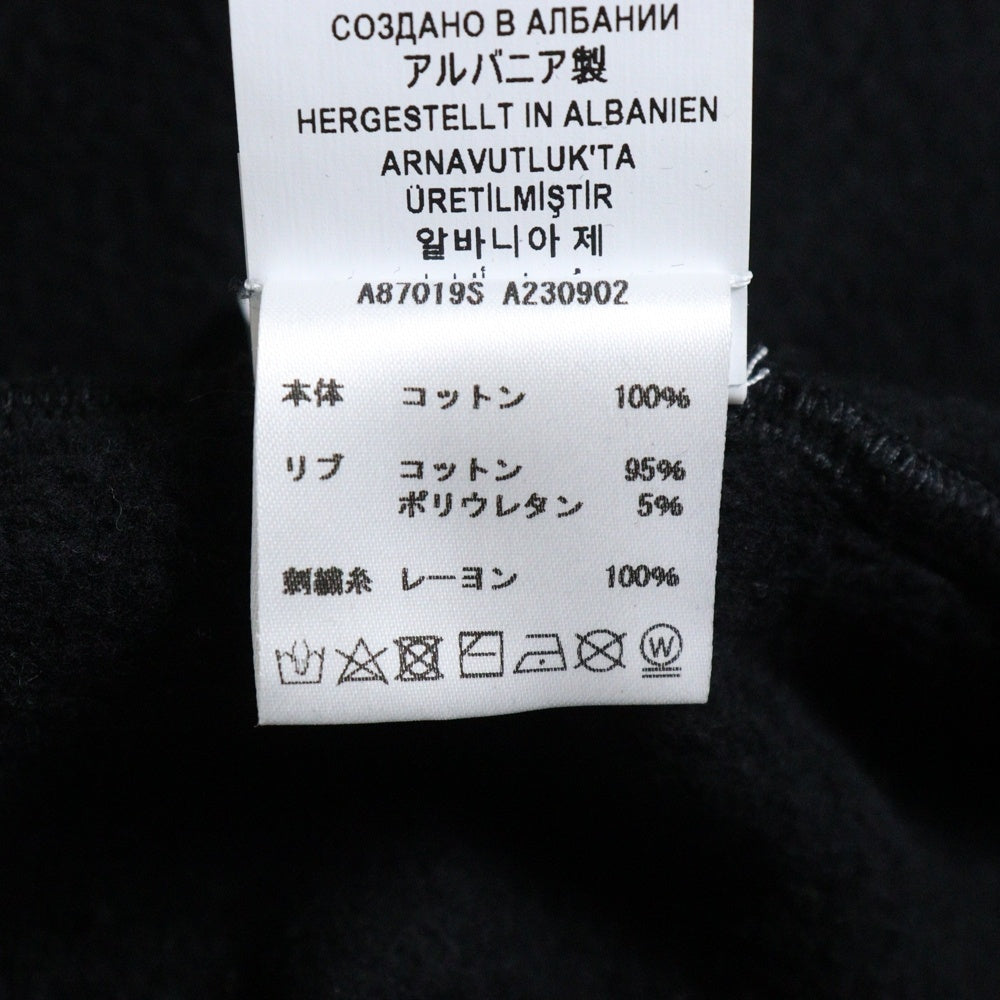 СОЗДАНО В АЛБАНИИ
アルバニア製
HERGESTELLT IN ALBANIEN
ARNAVUTLUK'TA
ÜRETİLMİŞTİR
알바니아 제
A87019S A230902
本体 コットン 100%
リブ コットン 95%
ポリウレタン 5%
刺繍糸 レーヨン 100%
W